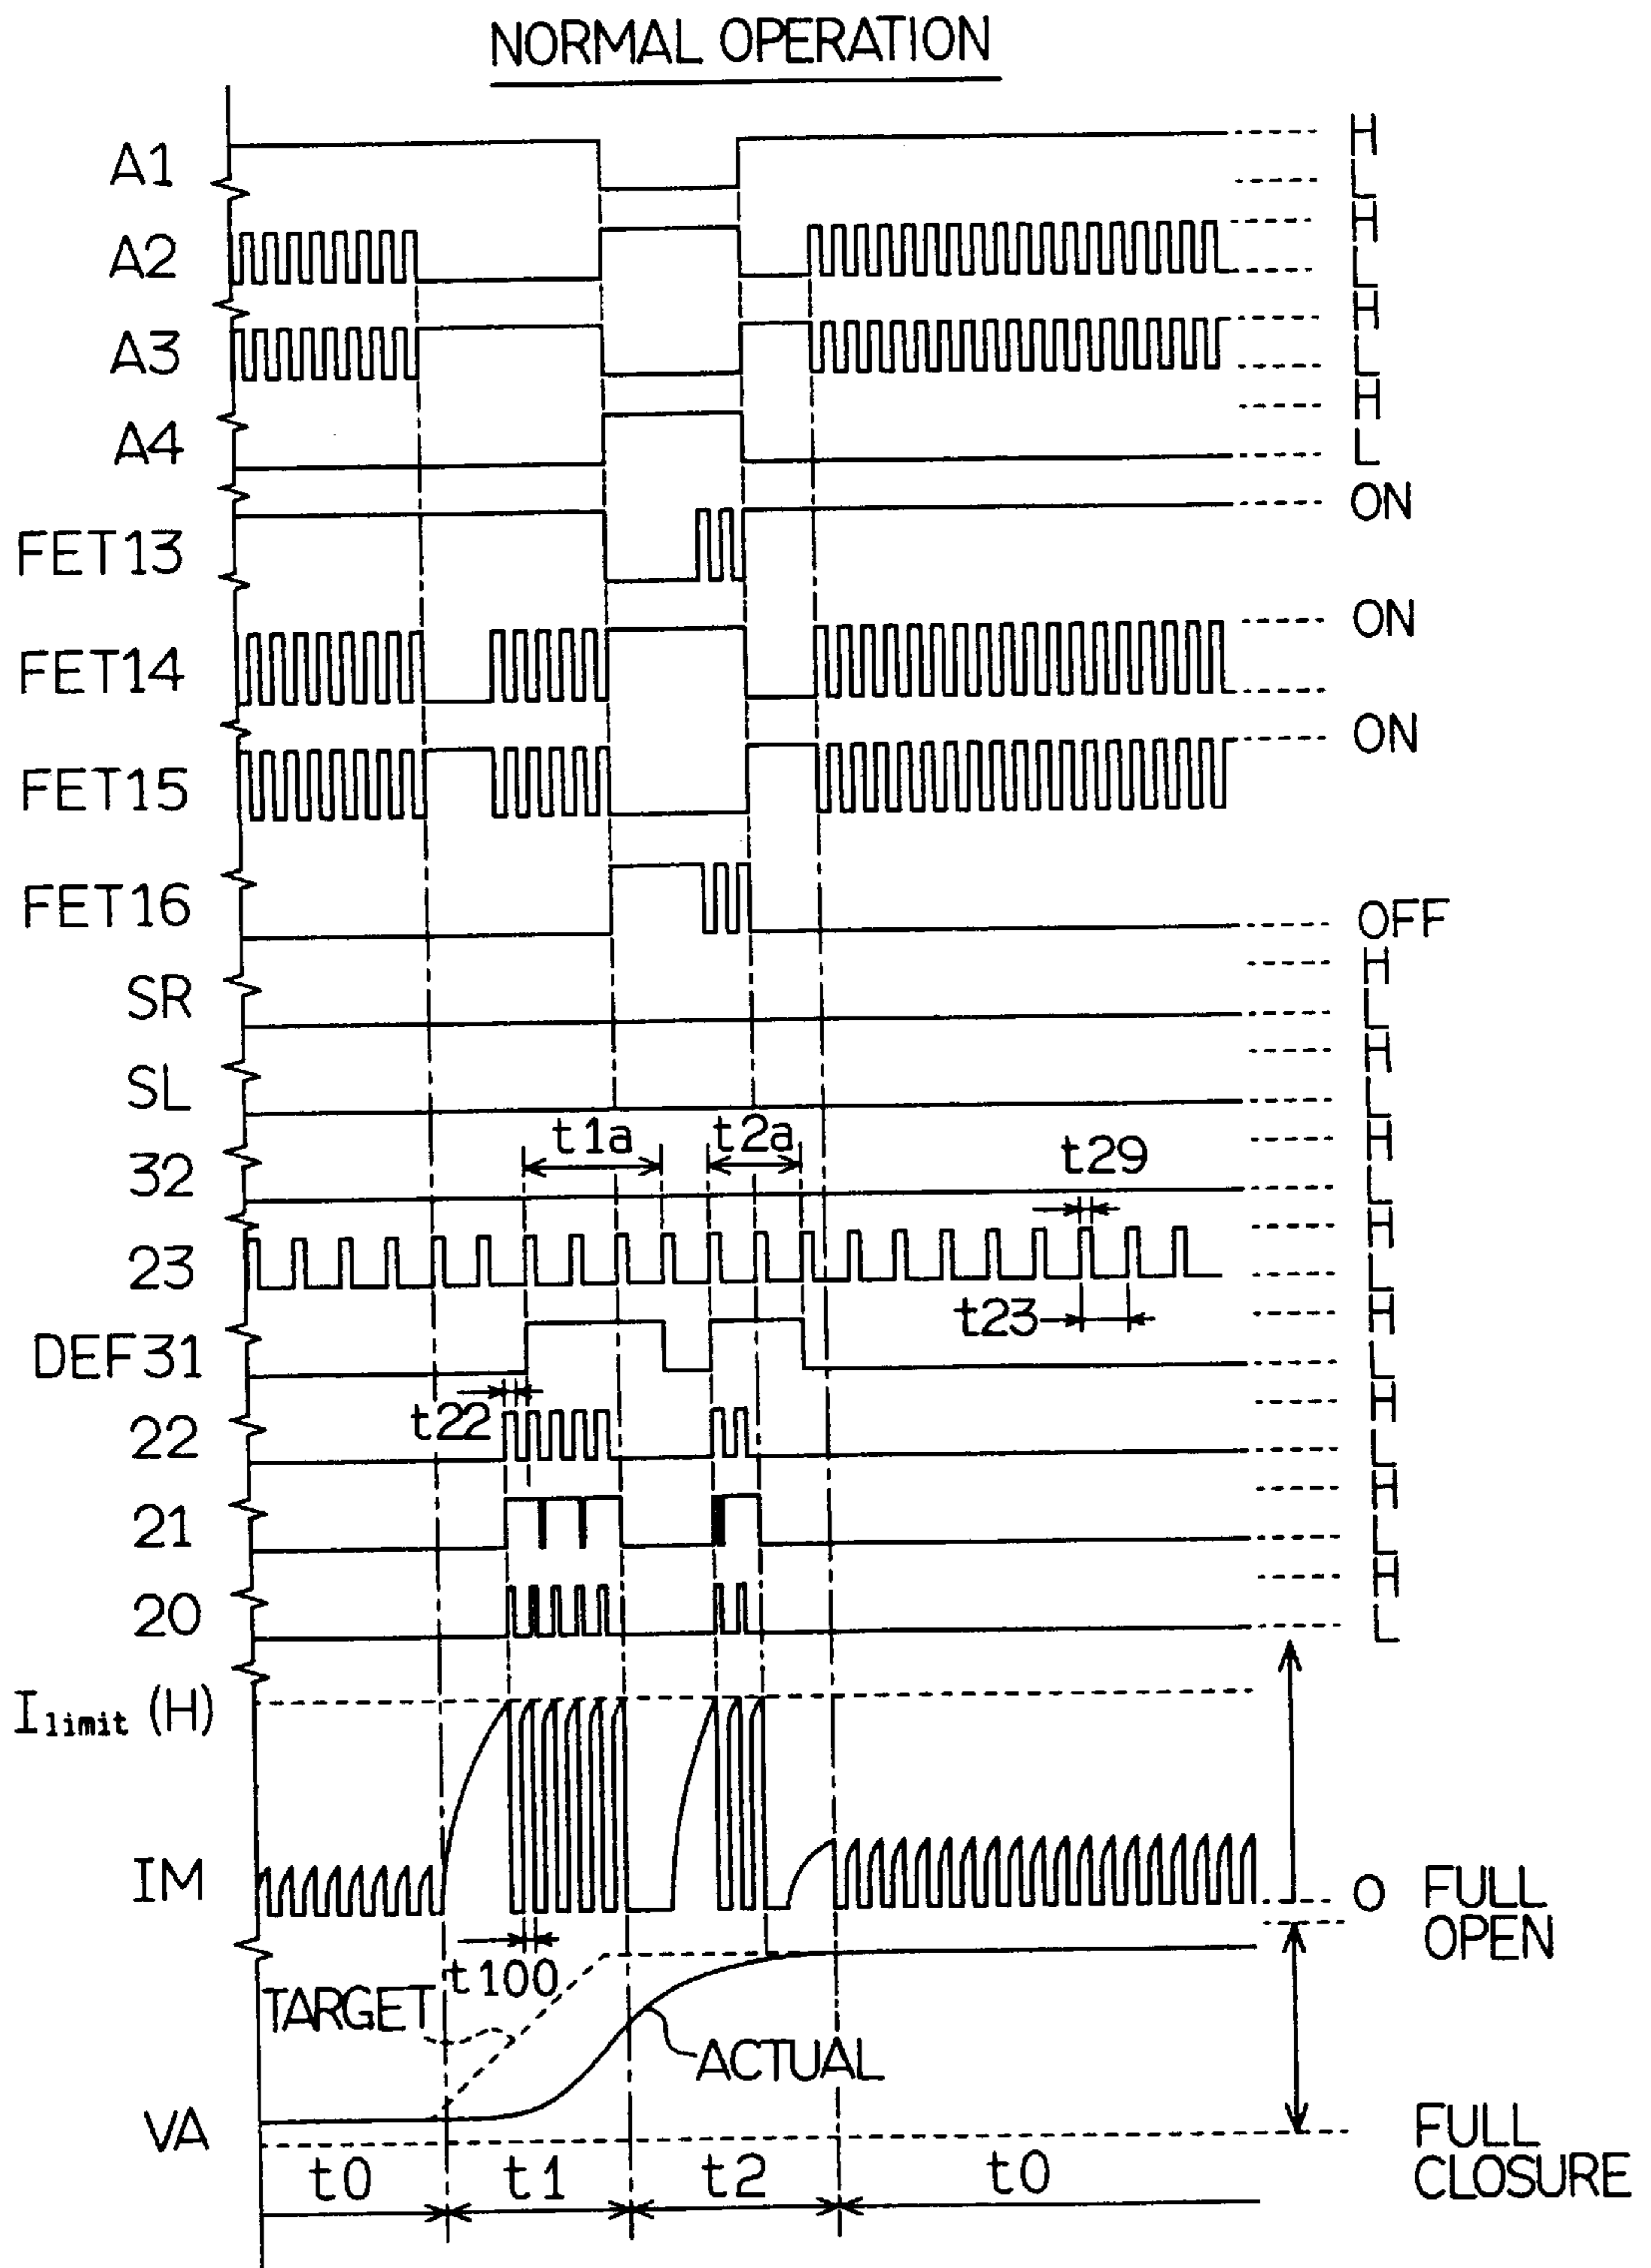 NORMAL OPERATION
A1
H
L
A2
H
L
A3
H
L
A4
H
L
FET13
ON
FET14
ON
FET15
ON
FET16
OFF
SR
H
L
SL
H
L
t1a
t2a
32
H
L
t29
23
H
L
t23
DEF31
H
L
t22
22
H
L
21
H
L
20
H
L
Ilimit (H)
IM
0
FULL
OPEN
t100
TARGET
ACTUAL
VA
FULL
CLOSURE
t0
t1
t2
t0